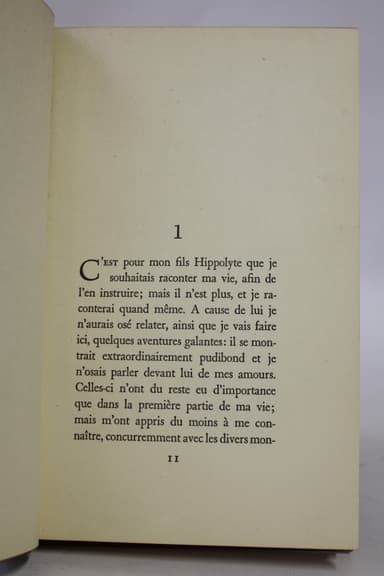 1
C'EST pour mon fils Hippolyte que je
souhaitais raconter ma vie, afin de
l'en instruire; mais il n'est plus, et je ra-
conterai quand même. A cause de lui je
n'aurais osé relater, ainsi que je vais faire
ici, quelques aventures galantes: il se mon-
trait extraordinairement pudibond et je
n'osais parler devant lui de mes amours.
Celles-ci n'ont du reste eu d'importance
que dans la première partie de ma vie;
mais m'ont appris du moins à me con-
naître, concurremment avec les divers mon-
11